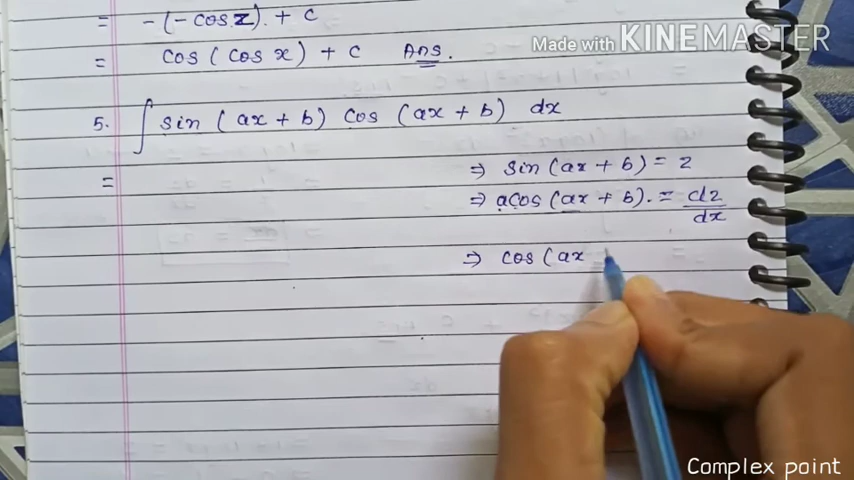 = -(-cos z). + c
Made with KINEMASTER
= cos (cos x) + c Ans.
5. ∫ sin (ax + b) cos (ax + b) dx
= ⇒ sin (ax + b) = z
⇒ a cos (ax + b). = dz/dx
⇒ cos (ax
Complex point